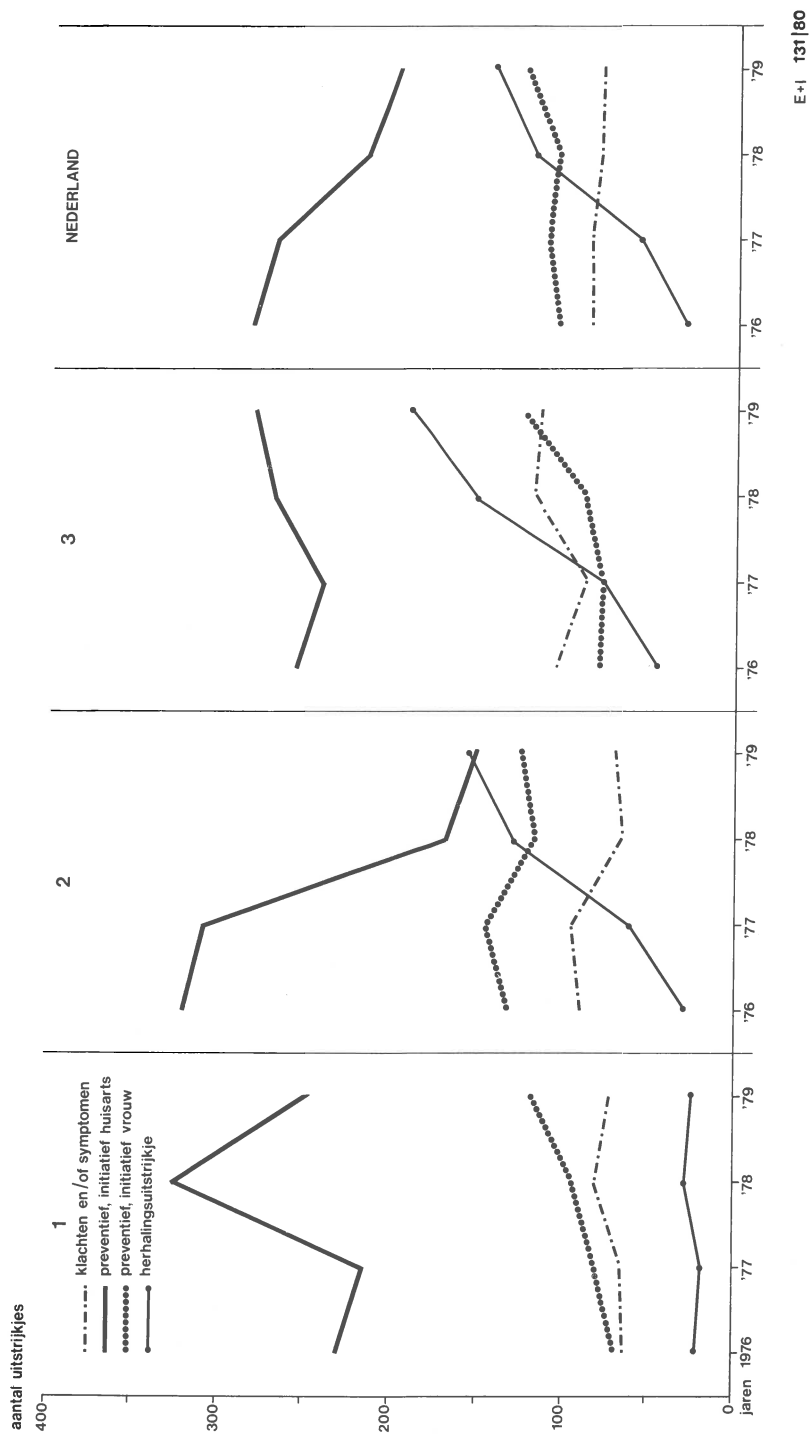 aantal uitstrijkjes
400
300
200
100
0
1
klachten en/of symptomen
preventief, initiatief huisarts
preventief, initiatief vrouw
herhalingsuitstrijkje
2
3
NEDERLAND
jaren 1976 '77 '78 '79
'76 '77 '78 '79
'76 '77 '78 '79
'76 '77 '78 '79
E+I 131|80